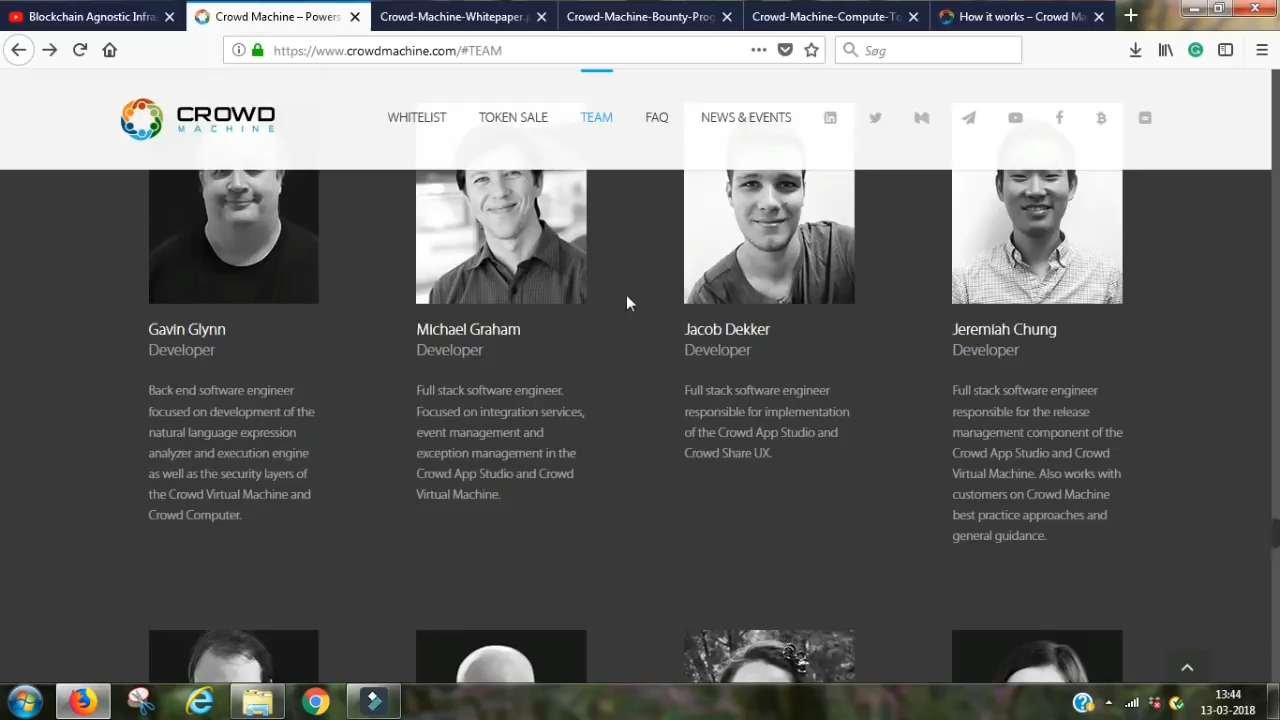 Blockchain Agnostic Infra
Crowd Machine – Powers
Crowd-Machine-Whitepaper.p
Crowd-Machine-Bounty-Prog
Crowd-Machine-Compute-To
How it works – Crowd Ma
https://www.crowdmachine.com/#TEAM
Søg
CROWD
MACHINE
WHITELIST
TOKEN SALE
TEAM
FAQ
NEWS & EVENTS
Gavin Glynn
Developer
Back end software engineer
focused on development of the
natural language expression
analyzer and execution engine
as well as the security layers of
the Crowd Virtual Machine and
Crowd Computer.
Michael Graham
Developer
Full stack software engineer.
Focused on integration services,
event management and
exception management in the
Crowd App Studio and Crowd
Virtual Machine.
Jacob Dekker
Developer
Full stack software engineer
responsible for implementation
of the Crowd App Studio and
Crowd Share UX.
Jeremiah Chung
Developer
Full stack software engineer
responsible for the release
management component of the
Crowd App Studio and Crowd
Virtual Machine. Also works with
customers on Crowd Machine
best practice approaches and
general guidance.
13:44
13-03-2018